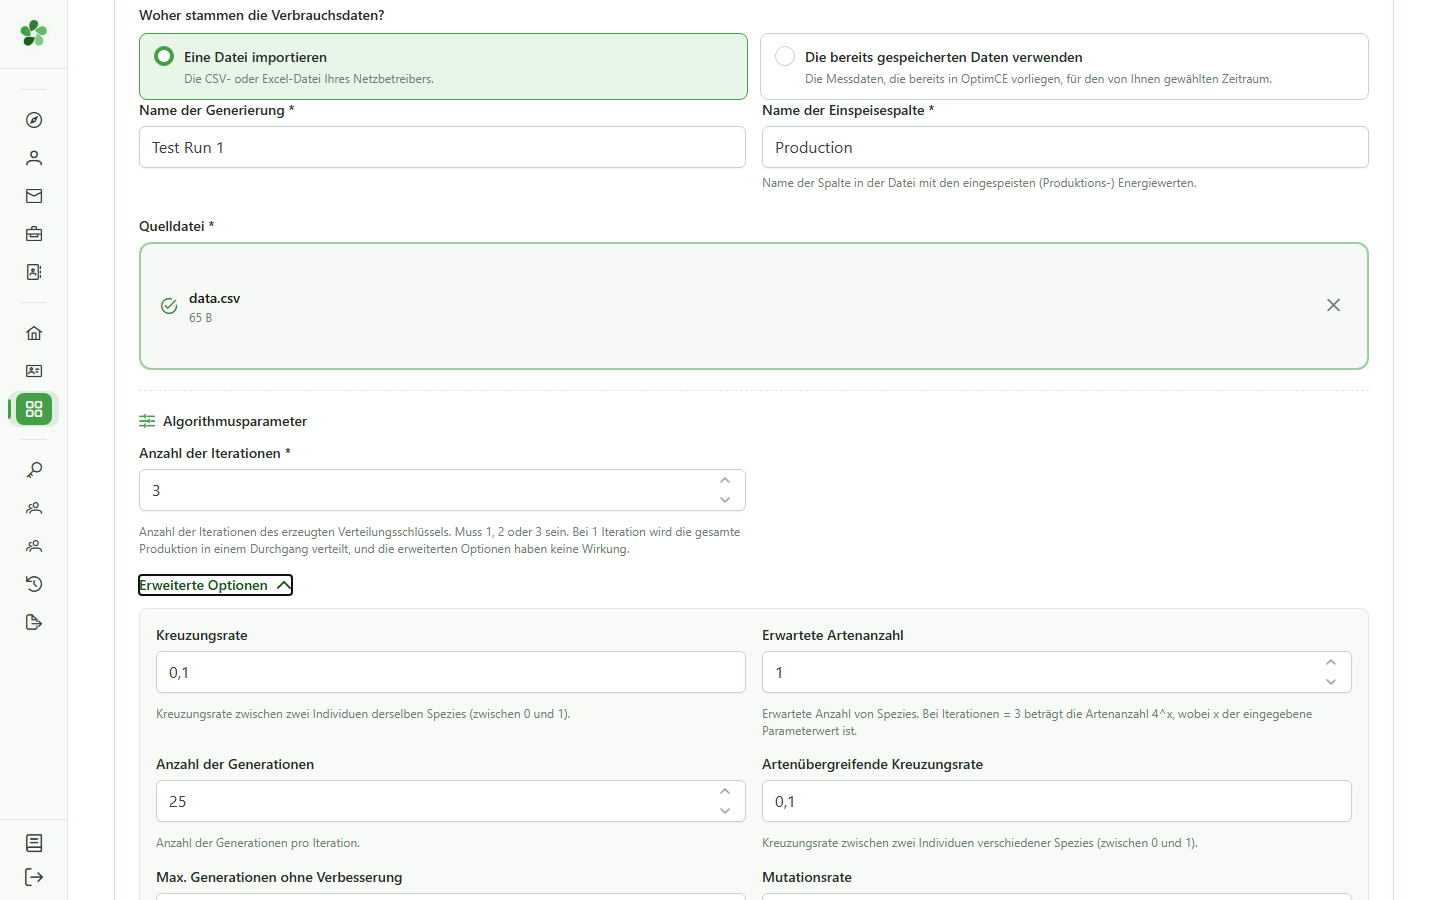 Woher stammen die Verbrauchsdaten?
Eine Datei importieren
Die CSV- oder Excel-Datei Ihres Netzbetreibers.
Die bereits gespeicherten Daten verwenden
Die Messdaten, die bereits in OptimCE vorliegen, für den von Ihnen gewählten Zeitraum.
Name der Generierung *
Test Run 1
Name der Einspeisespalte *
Production
Name der Spalte in der Datei mit den eingespeisten (Produktions-) Energiewerten.
Quelldatei *
data.csv
65 B
Algorithmusparameter
Anzahl der Iterationen *
3
Anzahl der Iterationen des erzeugten Verteilungsschlüssels. Muss 1, 2 oder 3 sein. Bei 1 Iteration wird die gesamte
Produktion in einem Durchgang verteilt, und die erweiterten Optionen haben keine Wirkung.
Erweiterte Optionen
Kreuzungsrate
0,1
Kreuzungsrate zwischen zwei Individuen derselben Spezies (zwischen 0 und 1).
Erwartete Artenanzahl
1
Erwartete Anzahl von Spezies. Bei Iterationen = 3 beträgt die Artenanzahl 4^x, wobei x der eingegebene
Parameterwert ist.
Anzahl der Generationen
25
Anzahl der Generationen pro Iteration.
Artenübergreifende Kreuzungsrate
0,1
Kreuzungsrate zwischen zwei Individuen verschiedener Spezies (zwischen 0 und 1).
Max. Generationen ohne Verbesserung
Mutationsrate